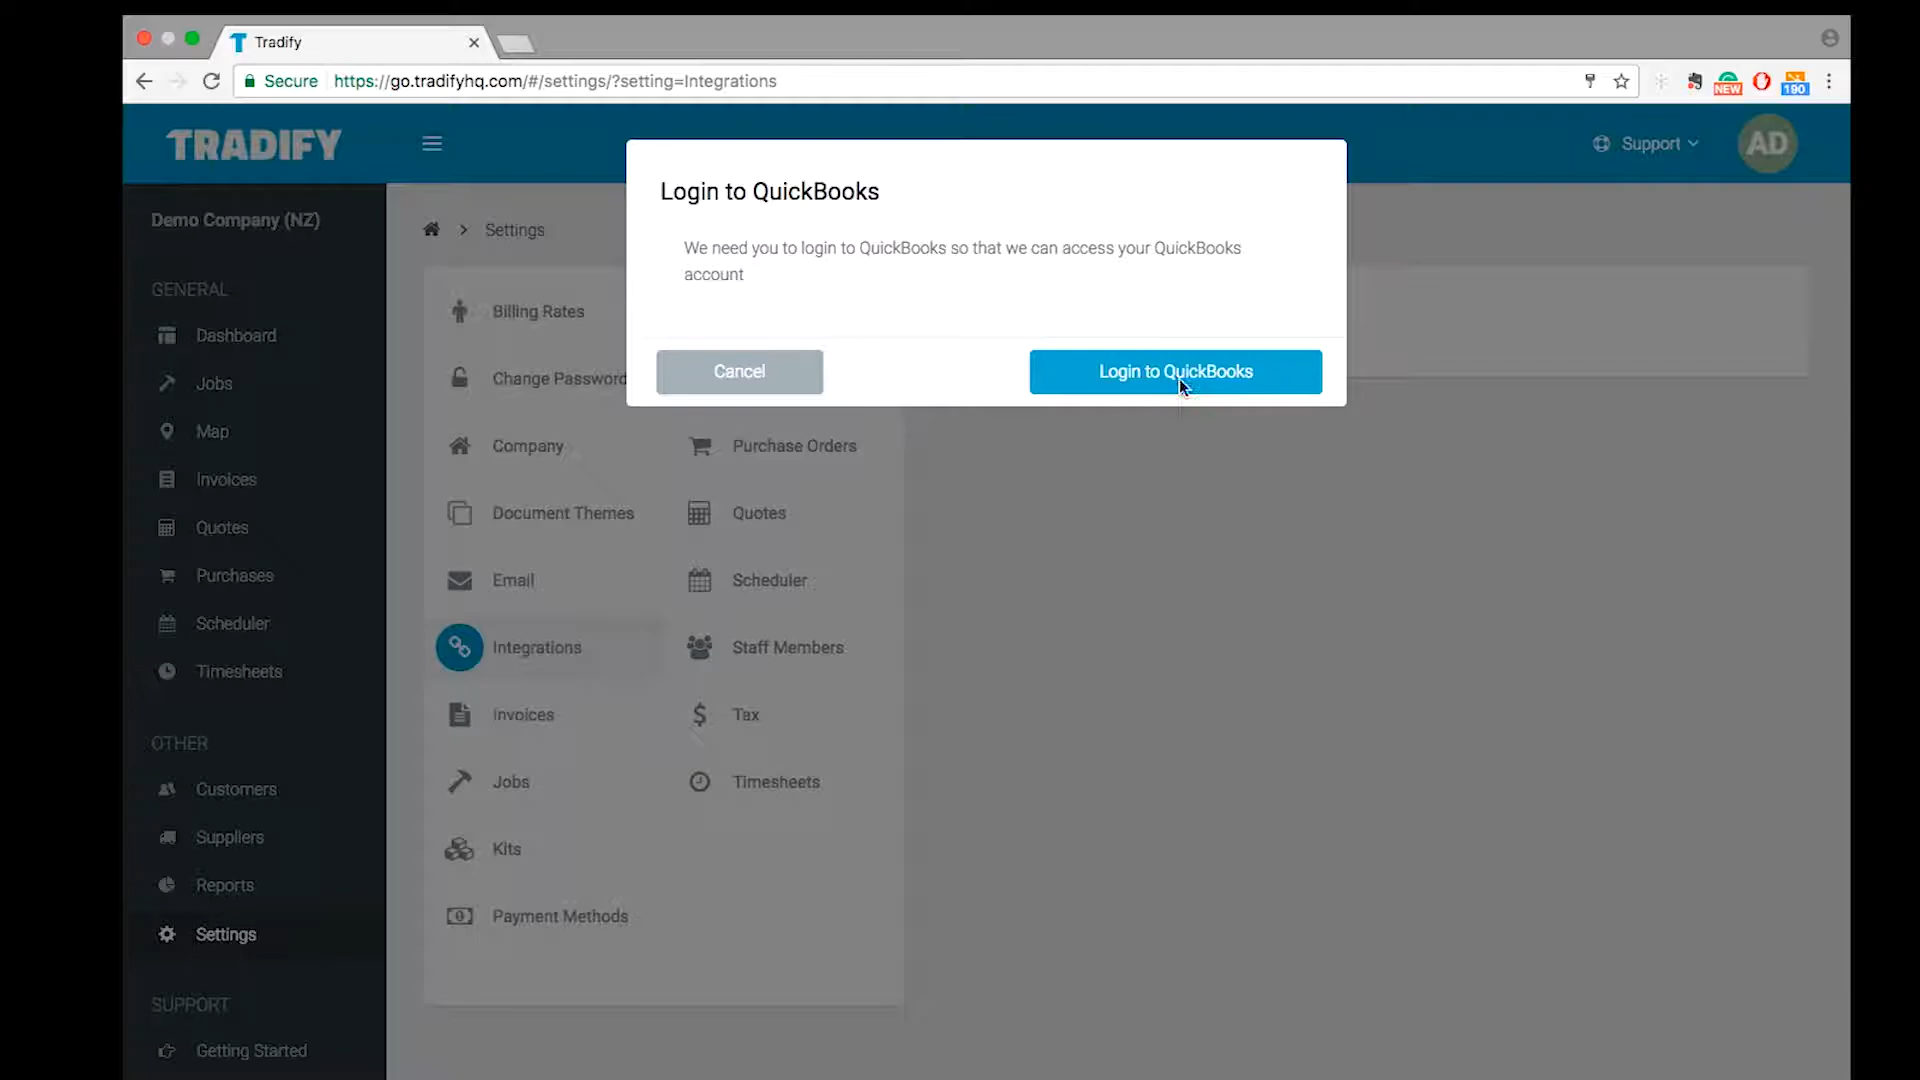 Tradify
Secure
https://go.tradifyhq.com/#/settings/?setting=Integrations
NEW
190
TRADIFY
Support
AD
Demo Company (NZ)
GENERAL
Dashboard
Jobs
Map
Invoices
Quotes
Purchases
Scheduler
Timesheets
OTHER
Customers
Suppliers
Reports
Settings
SUPPORT
Getting Started
Settings
Billing Rates
Change Password
Company
Document Themes
Email
Integrations
Invoices
Jobs
Kits
Payment Methods
Purchase Orders
Quotes
Scheduler
Staff Members
Tax
Timesheets
Login to QuickBooks
We need you to login to QuickBooks so that we can access your QuickBooks
account
Cancel
Login to QuickBooks